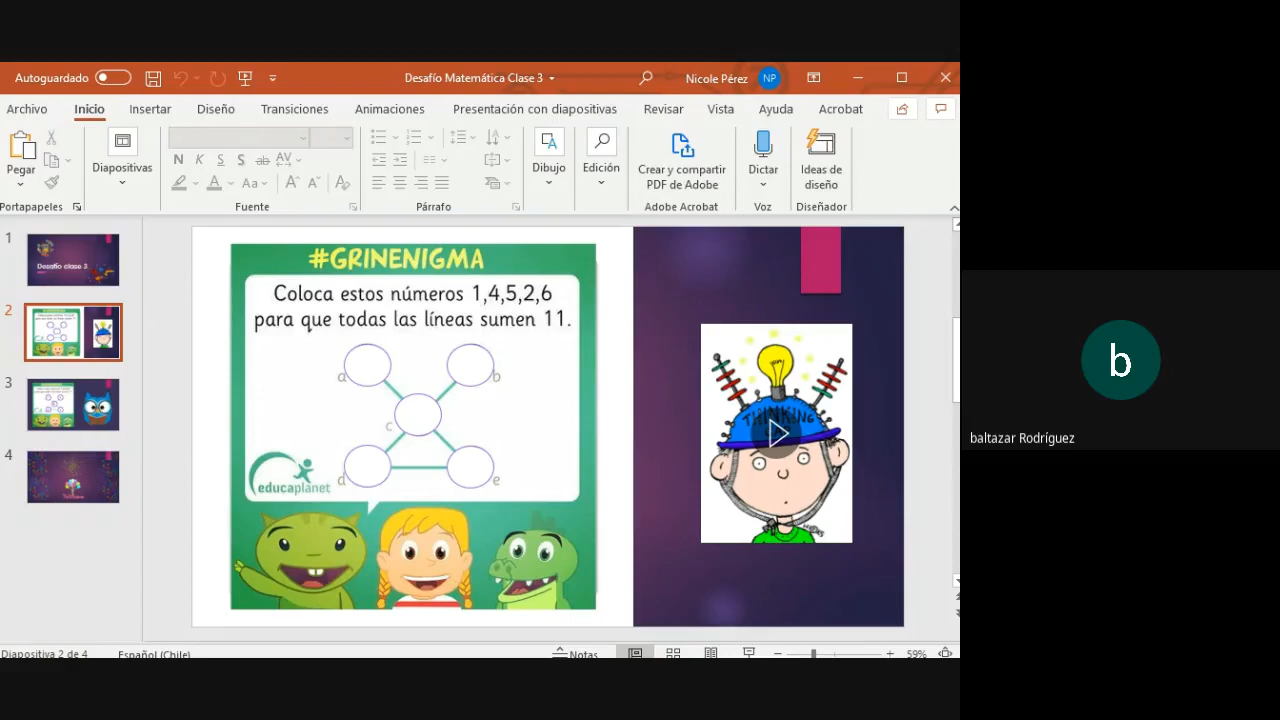 Autoguardado
Desafío Matemática Clase 3
Nicole Pérez
NP
Archivo Inicio Insertar Diseño Transiciones Animaciones Presentación con diapositivas Revisar Vista Ayuda Acrobat
Pegar
Diapositivas
N K S S ab AV
A Aa A A A
Dibujo
Edición
Crear y compartir
PDF de Adobe
Dictar
Ideas de
diseño
Portapapeles
Fuente
Párrafo
Adobe Acrobat
Voz
Diseñador
1
Desafío clase 3
2
3
4
#GRINENIGMA
Coloca estos números 1,4,5,2,6
para que todas las líneas sumen 11.
a
b
c
d
e
educaplanet
THINKING
b
baltazar Rodríguez
Diapositiva 2 de 4
Español (Chile)
Notas
59%